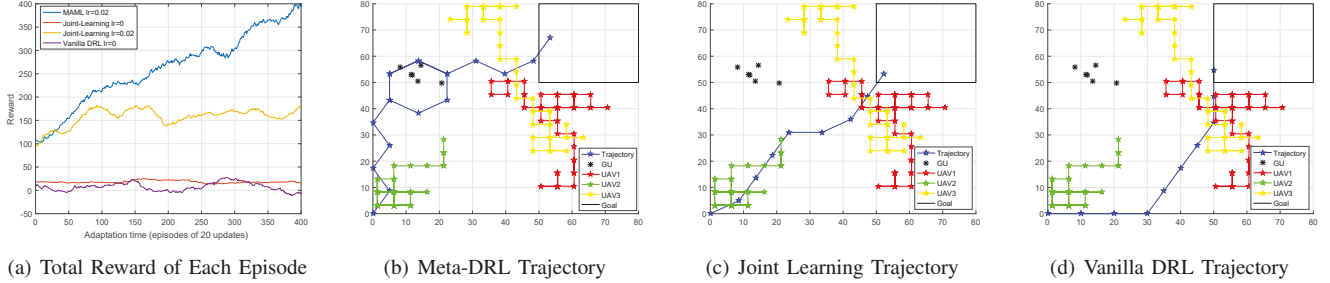 MAML lr=0.02
Joint-Learning lr=0
Joint-Learning lr=0.02
Vanilla DRL lr=0
Reward
400
350
300
250
200
150
100
50
0
-50
0 50 100 150 200 250 300 350 400
Adaptation time (episodes of 20 updates)
(a) Total Reward of Each Episode
80
70
60
50
40
30
20
10
0
0 10 20 30 40 50 60 70 80
Trajectory
GU
UAV1
UAV2
UAV3
Goal
(b) Meta-DRL Trajectory
80
70
60
50
40
30
20
10
0
0 10 20 30 40 50 60 70 80
Trajectory
GU
UAV1
UAV2
UAV3
Goal
(c) Joint Learning Trajectory
80
70
60
50
40
30
20
10
0
0 10 20 30 40 50 60 70 80
Trajectory
GU
UAV1
UAV2
UAV3
Goal
(d) Vanilla DRL Trajectory